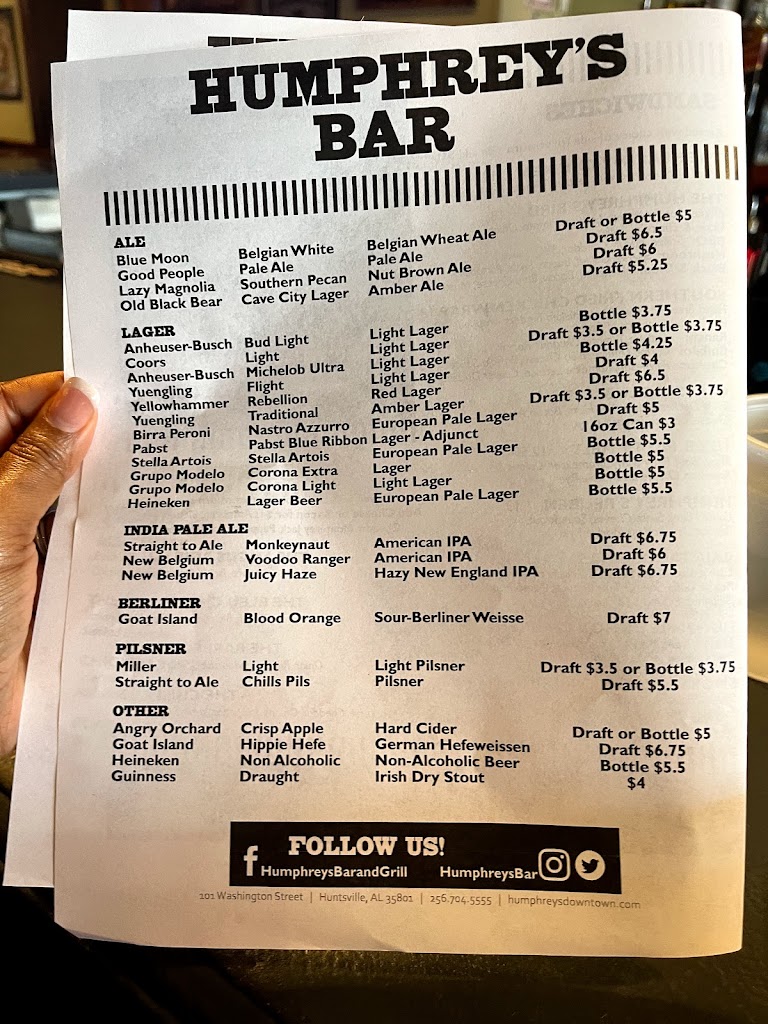 HUMPHREY'S
BAR
ALE
Blue Moon Belgian White Belgian Wheat Ale Draft or Bottle $5
Good People Pale Ale Pale Ale Draft $6.5
Lazy Magnolia Southern Pecan Nut Brown Ale Draft $6
Old Black Bear Cave City Lager Amber Ale Draft $5.25
LAGER
Anheuser-Busch Bud Light Light Lager Bottle $3.75
Coors Light Light Lager Draft $3.5 or Bottle $3.75
Anheuser-Busch Michelob Ultra Light Lager Bottle $4.25
Yuengling Flight Light Lager Draft $4
Yellowhammer Rebellion Red Lager Draft $6.5
Yuengling Traditional Amber Lager Draft $3.5 or Bottle $3.75
Birra Peroni Nastro Azzurro European Pale Lager Draft $5
Pabst Pabst Blue Ribbon Lager - Adjunct 16oz Can $3
Stella Artois Stella Artois European Pale Lager Bottle $5.5
Grupo Modelo Corona Extra Lager Bottle $5
Grupo Modelo Corona Light Light Lager Bottle $5
Heineken Lager Beer European Pale Lager Bottle $5.5
INDIA PALE ALE
Straight to Ale Monkeynaut American IPA Draft $6.75
New Belgium Voodoo Ranger American IPA Draft $6
New Belgium Juicy Haze Hazy New England IPA Draft $6.75
BERLINER
Goat Island Blood Orange Sour-Berliner Weisse Draft $7
PILSNER
Miller Light Light Pilsner Draft $3.5 or Bottle $3.75
Straight to Ale Chills Pils Pilsner Draft $5.5
OTHER
Angry Orchard Crisp Apple Hard Cider Draft or Bottle $5
Goat Island Hippie Hefe German Hefeweissen Draft $6.75
Heineken Non Alcoholic Non-Alcoholic Beer Bottle $5.5
Guinness Draught Irish Dry Stout $4
FOLLOW US!
HumphreysBarandGrill HumphreysBar
101 Washington Street | Huntsville, AL 35801 | 256.704.5555 | humphreysdowntown.com